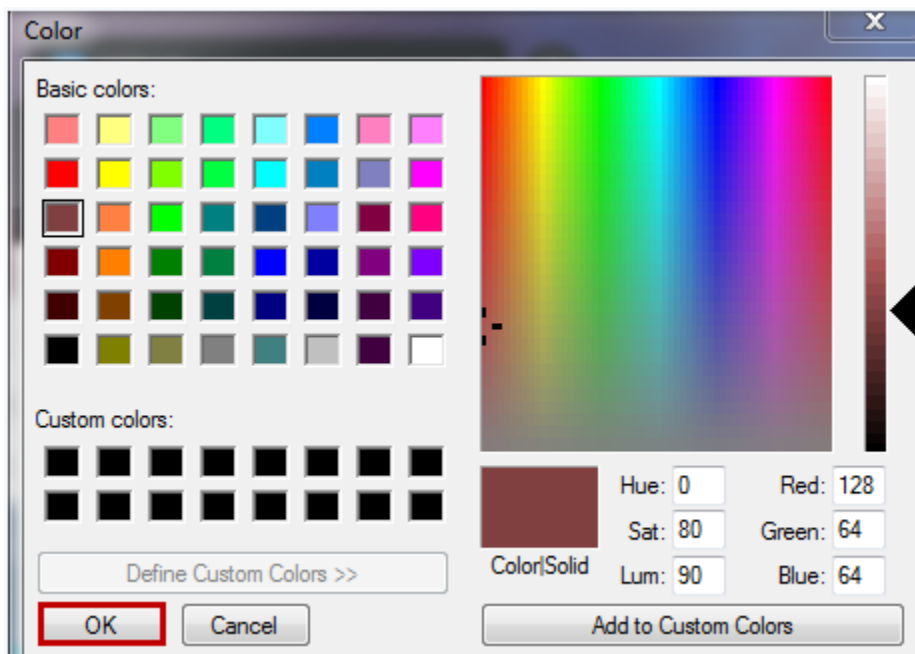 Color
X
Basic colors:
Custom colors:
Define Custom Colors >>
OK Cancel
Color|Solid
Hue: 0 Red: 128
Sat: 80 Green: 64
Lum: 90 Blue: 64
Add to Custom Colors